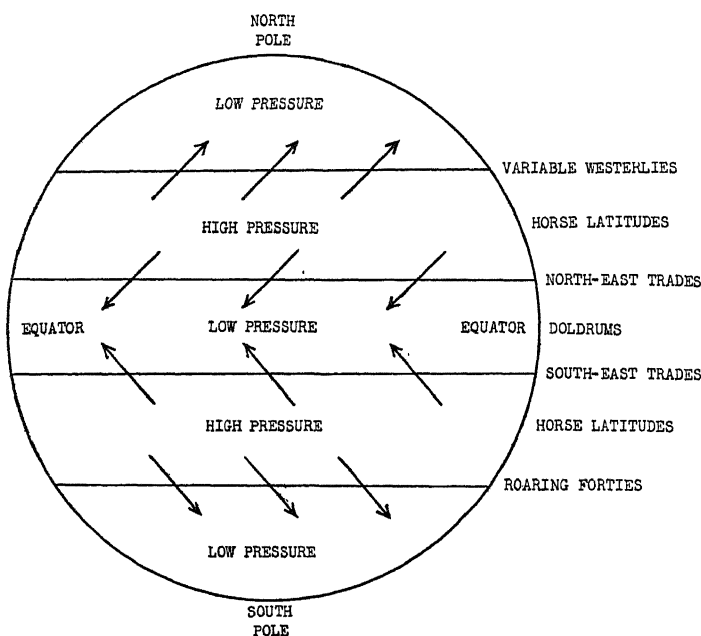 NORTH
POLE
LOW PRESSURE
VARIABLE WESTERLIES
HIGH PRESSURE
HORSE LATITUDES
NORTH-EAST TRADES
EQUATOR
LOW PRESSURE
EQUATOR
DOLDRUMS
SOUTH-EAST TRADES
HIGH PRESSURE
HORSE LATITUDES
ROARING FORTIES
LOW PRESSURE
SOUTH
POLE